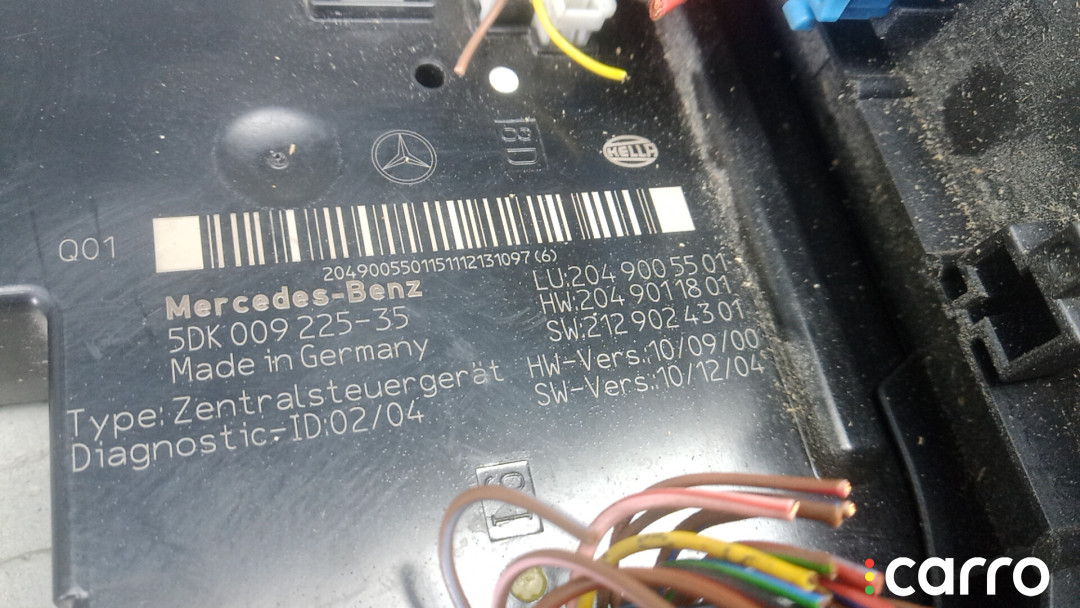 BD
HELLA
Q01
2049005501151112131097(6)
Mercedes-Benz
5DK 009 225-35
Made in Germany
Type: Zentralsteuergerät
Diagnostic-ID:02/04
LU:204 900 55 01
HW:204 901 18 01
SW:212 902 43 01
HW-Vers.:10/09/00
SW-Vers.:10/12/04
carro